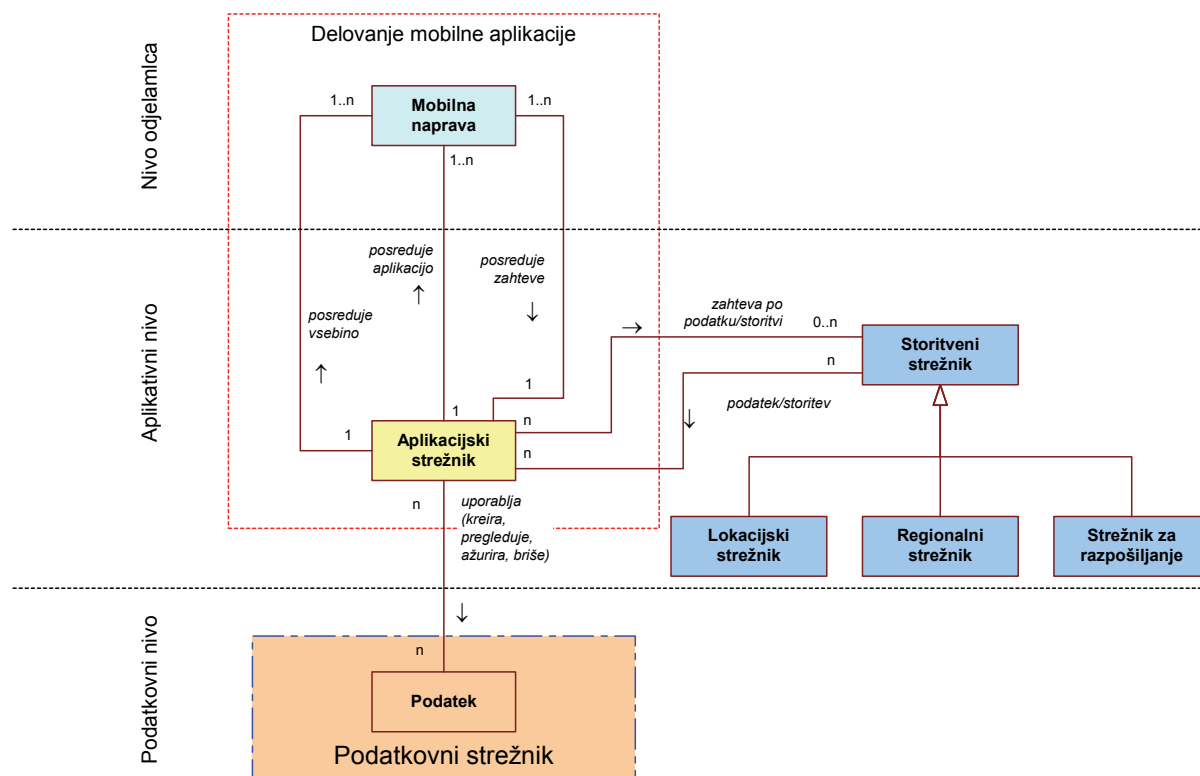 Delovanje mobilne aplikacije
Nivo odjelamlca
1..n
Mobilna
naprava
1..n
1..n
Aplikativni nivo
posreduje
aplikacijo
↑
posreduje
zahteve
↓
posreduje
vsebino
↑
zahteva po
podatku/storitvi
→
0..n
Storitveni
strežnik
n
podatek/storitev
↓
1
1
1
n
n
Aplikacijski
strežnik
n
uporablja
(kreira,
pregleduje,
ažurira, briše)
Lokacijski
strežnik
Regionalni
strežnik
Strežnik za
razpošiljanje
↓
Podatkovni nivo
n
Podatek
Podatkovni strežnik